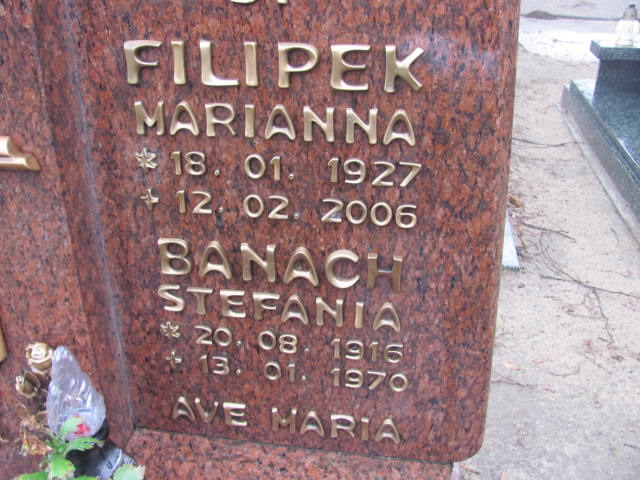 FILIPEK
MARIANNA
* 18. 01. 1927
+ 12. 02. 2006
BANACH
STEFANIA
* 20. 08. 1916
+ 13. 01. 1970
AVE MARIA